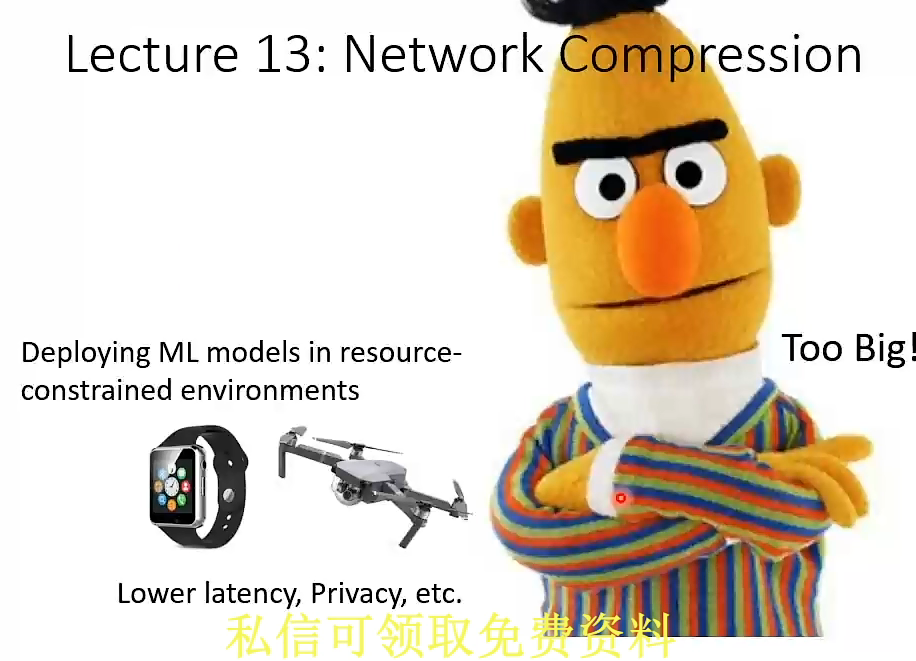 Lecture 13: Network Compression
Too Big!
Deploying ML models in resource-
constrained environments
Lower latency, Privacy, etc.
私信可领取免费资料